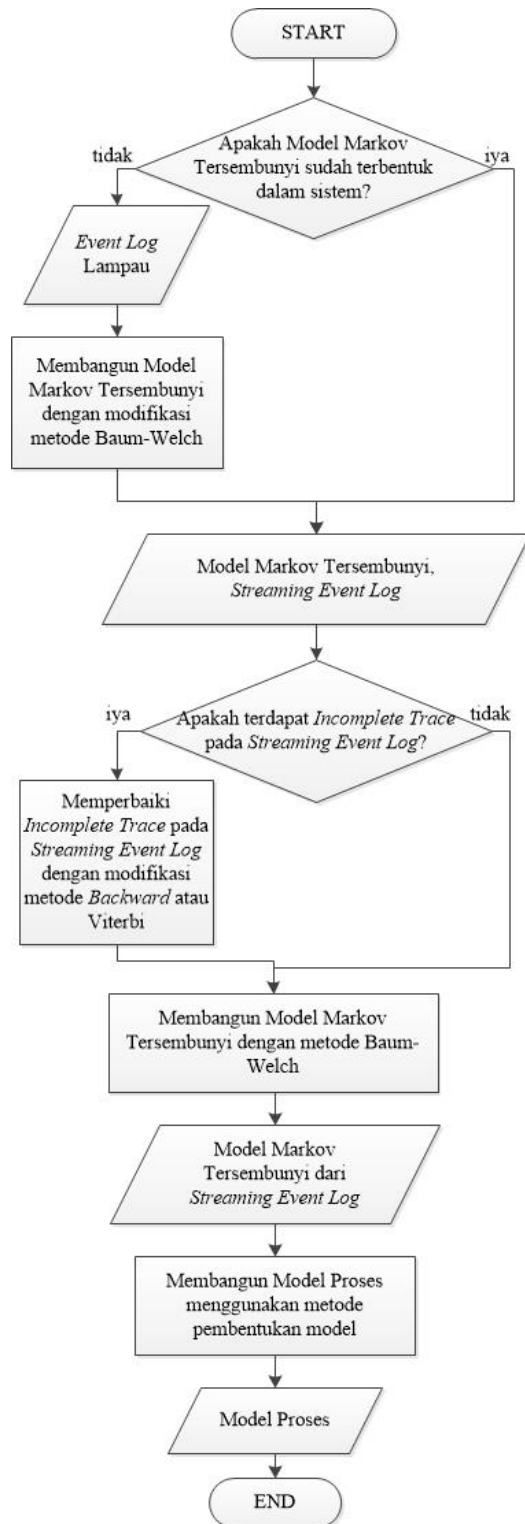 START
Apakah Model Markov
Tersembunyi sudah terbentuk
dalam sistem?
tidak
iya
Event Log
Lampau
Membangun Model
Markov Tersembunyi
dengan modifikasi
metode Baum-Welch
Model Markov Tersembunyi,
Streaming Event Log
Apakah terdapat Incomplete Trace
pada Streaming Event Log?
iya
tidak
Memperbaiki
Incomplete Trace pada
Streaming Event Log
dengan modifikasi
metode Backward atau
Viterbi
Membangun Model Markov
Tersembunyi dengan metode Baum-
Welch
Model Markov
Tersembunyi dari
Streaming Event Log
Membangun Model Proses
menggunakan metode
pembentukan model
Model Proses
END